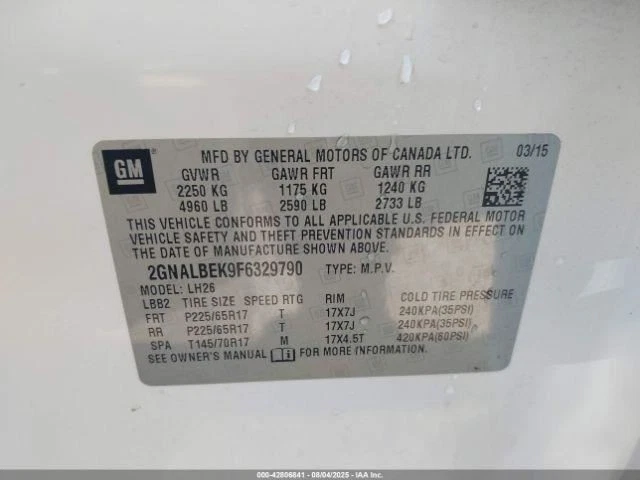 GM
MFD BY GENERAL MOTORS OF CANADA LTD. 03/15
GVWR GAWR FRT GAWR RR
2250 KG 1175 KG 1240 KG
4960 LB 2590 LB 2733 LB
THIS VEHICLE CONFORMS TO ALL APPLICABLE U.S. FEDERAL MOTOR
VEHICLE SAFETY AND THEFT PREVENTION STANDARDS IN EFFECT ON
THE DATE OF MANUFACTURE SHOWN ABOVE.
2GNALBEK9F6329790 TYPE: M.P.V.
MODEL: LH26
LBB2 TIRE SIZE SPEED RTG RIM COLD TIRE PRESSURE
FRT P225/65R17 T 17X7J 240KPA(35PSI)
RR P225/65R17 T 17X7J 240KPA(35PSI)
SPA T145/70R17 M 17X4.5T 420KPA(60PSI)
SEE OWNER'S MANUAL FOR MORE INFORMATION.
000-42806841 - 08/04/2025 - IAAI.COM